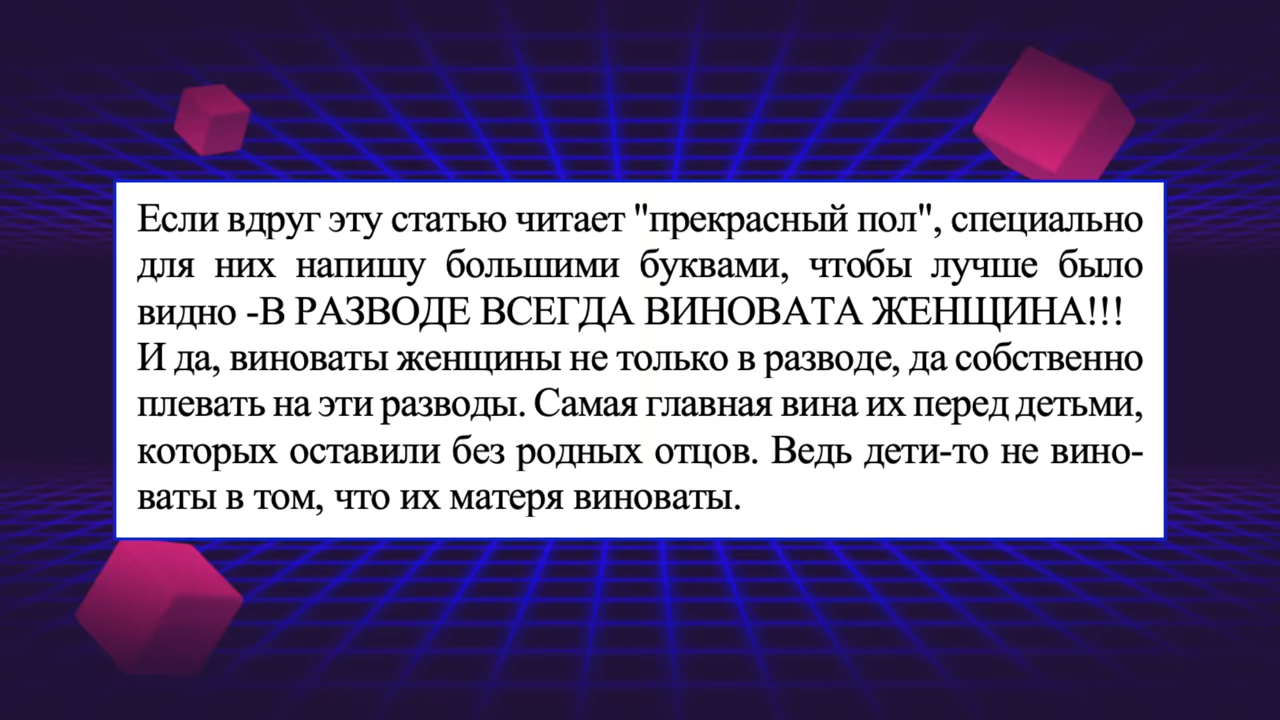 Если вдруг эту статью читает "прекрасный пол", специально
для них напишу большими буквами, чтобы лучше было
видно -В РАЗВОДЕ ВСЕГДА ВИНОВАТА ЖЕНЩИНА!!!
И да, виноваты женщины не только в разводе, да собственно
плевать на эти разводы. Самая главная вина их перед детьми,
которых оставили без родных отцов. Ведь дети-то не вино-
ваты в том, что их матеря виноваты.